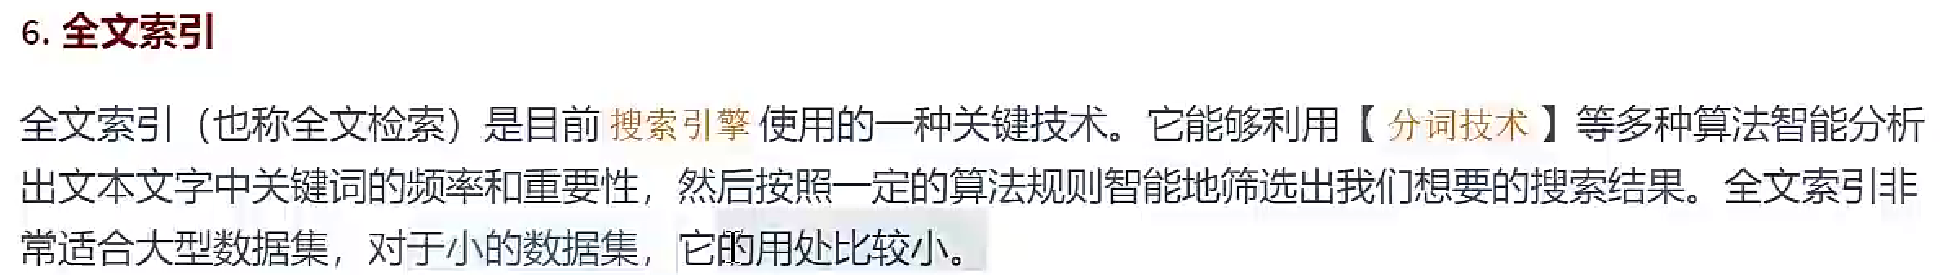 6. 全文索引
全文索引（也称全文检索）是目前 搜索引擎 使用的一种关键技术。它能够利用【 分词技术 】等多种算法智能分析
出文本文字中关键词的频率和重要性，然后按照一定的算法规则智能地筛选出我们想要的搜索结果。全文索引非
常适合大型数据集，对于小的数据集，它的用处比较小。